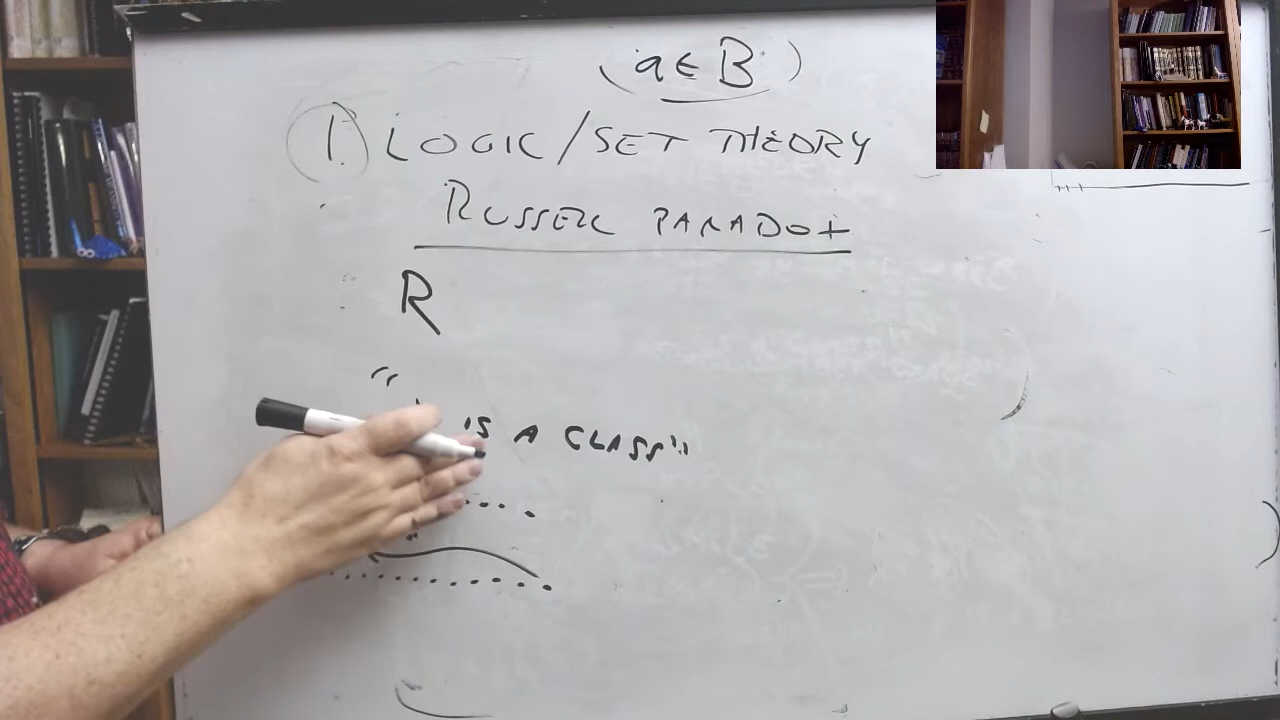 (a∈B)
1.) LOGIC/SET THEORY
RUSSELL PARADOX
R
"
IS A CLASS"